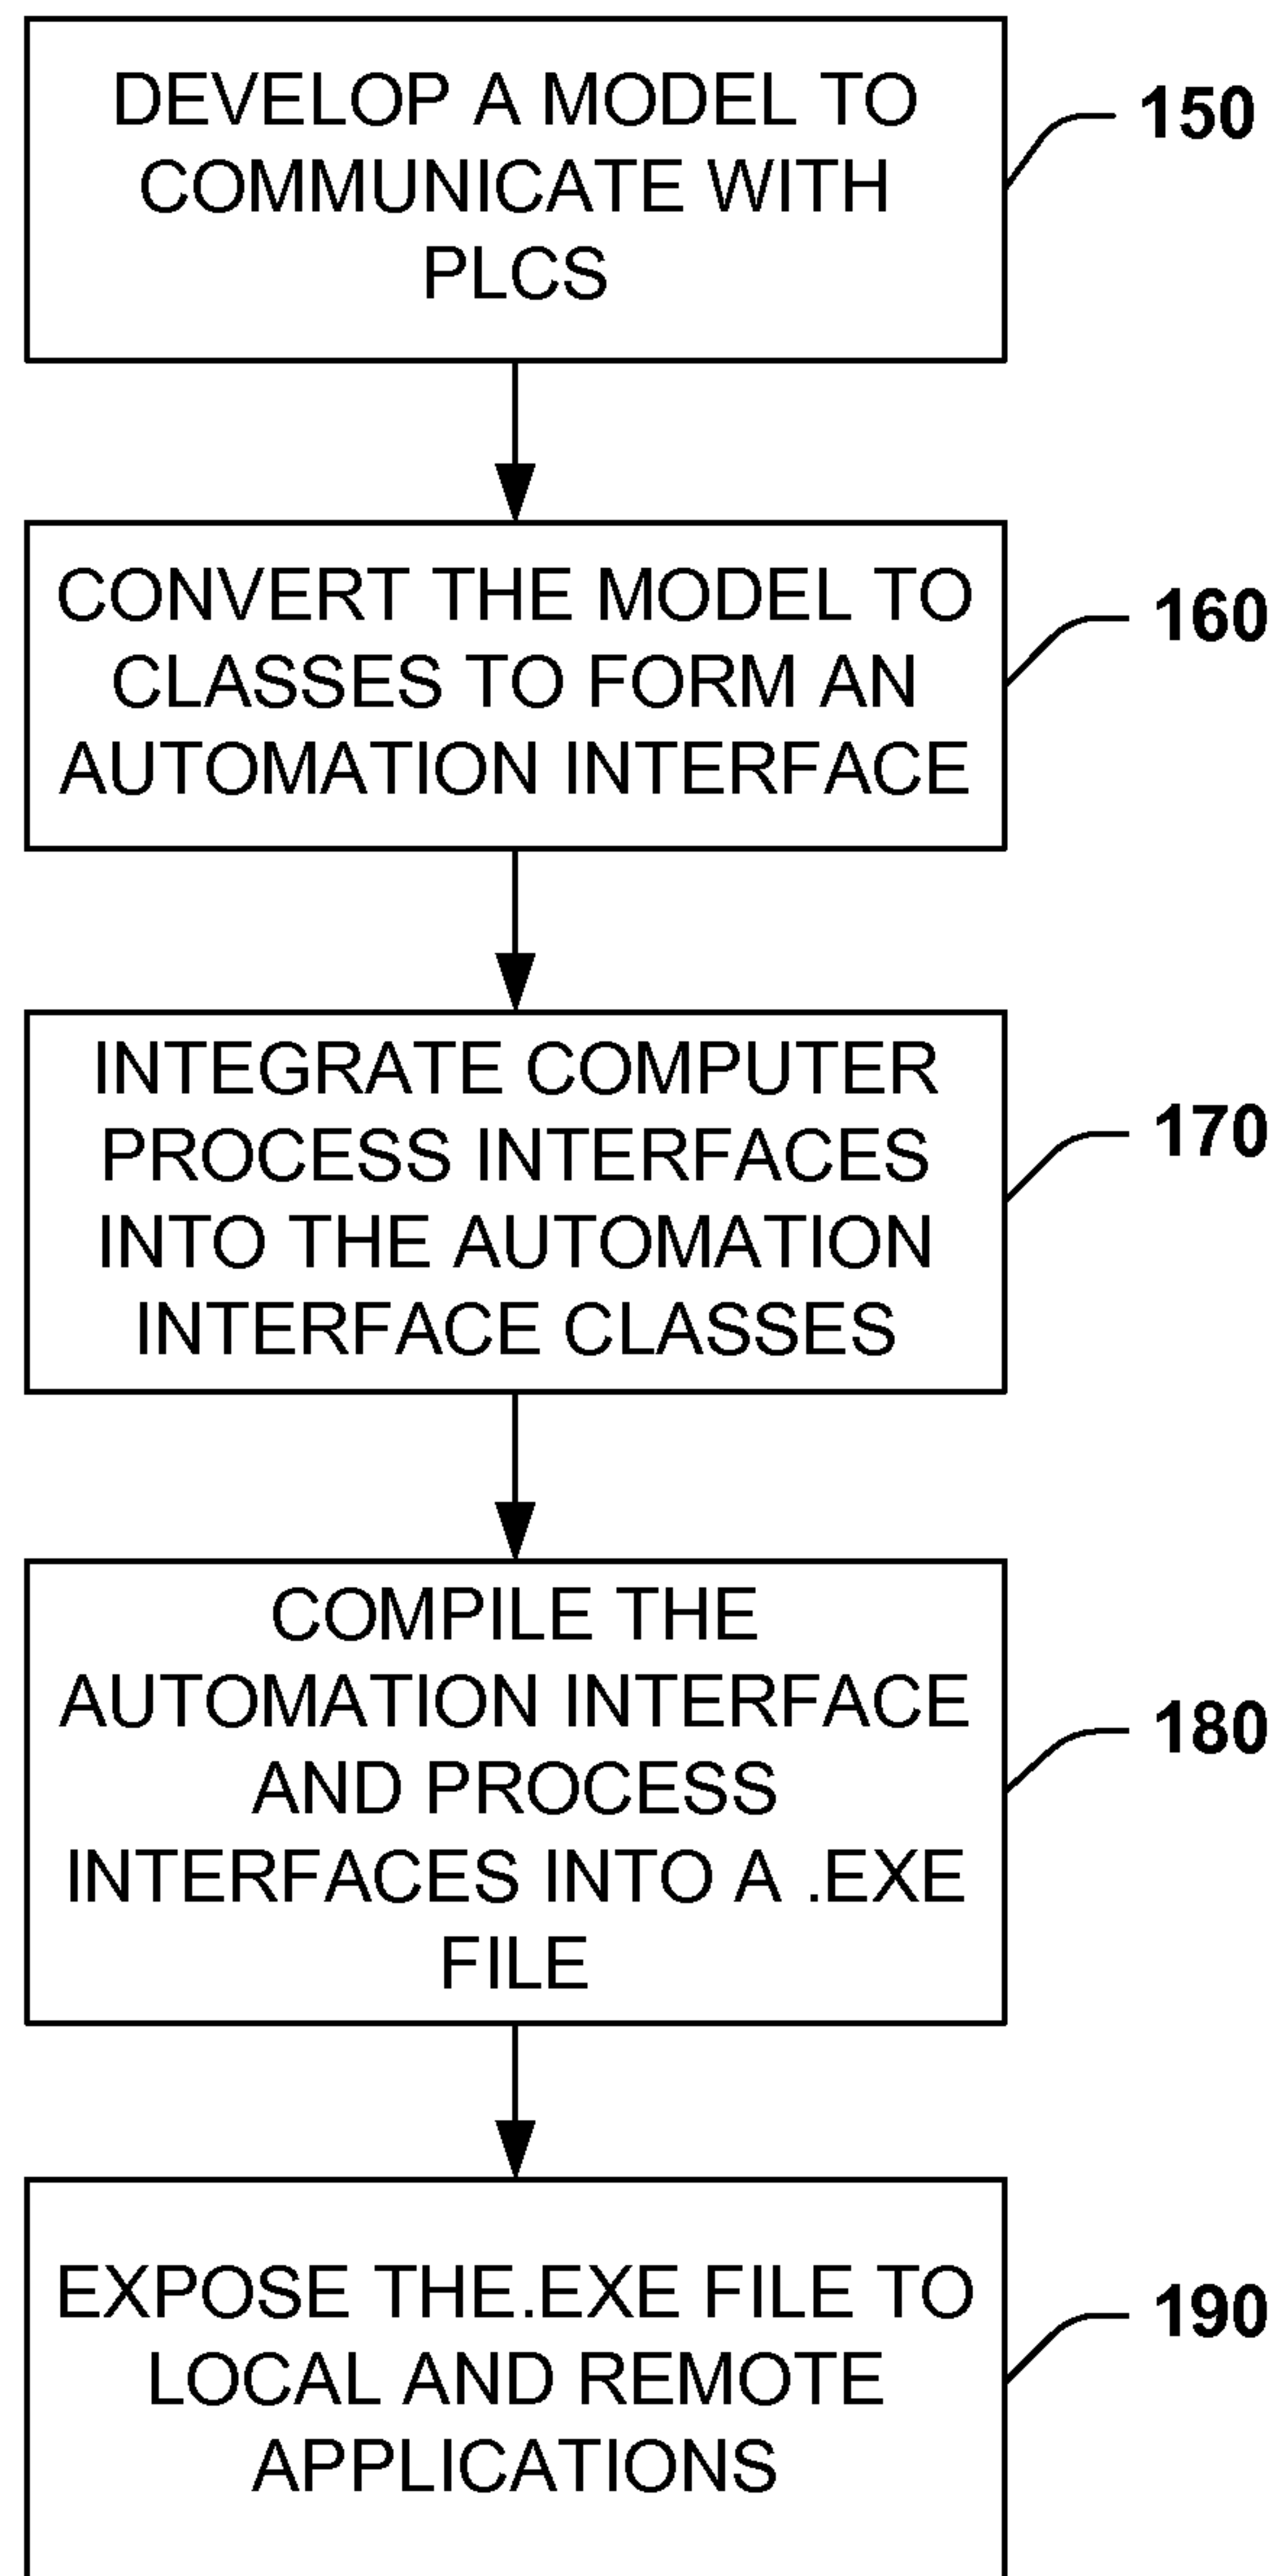 DEVELOP A MODEL TO
COMMUNICATE WITH
PLCS
150
CONVERT THE MODEL TO
CLASSES TO FORM AN
AUTOMATION INTERFACE
160
INTEGRATE COMPUTER
PROCESS INTERFACES
INTO THE AUTOMATION
INTERFACE CLASSES
170
COMPILE THE
AUTOMATION INTERFACE
AND PROCESS
INTERFACES INTO A .EXE
FILE
180
EXPOSE THE.EXE FILE TO
LOCAL AND REMOTE
APPLICATIONS
190